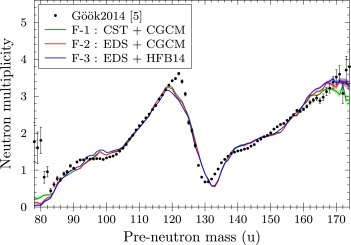 Göök2014 [5]
F-1 : CST + CGCM
F-2 : EDS + CGCM
F-3 : EDS + HFB14
5
4
3
2
1
0
Neutron multiplicity
80 90 100 110 120 130 140 150 160 170
Pre-neutron mass (u)